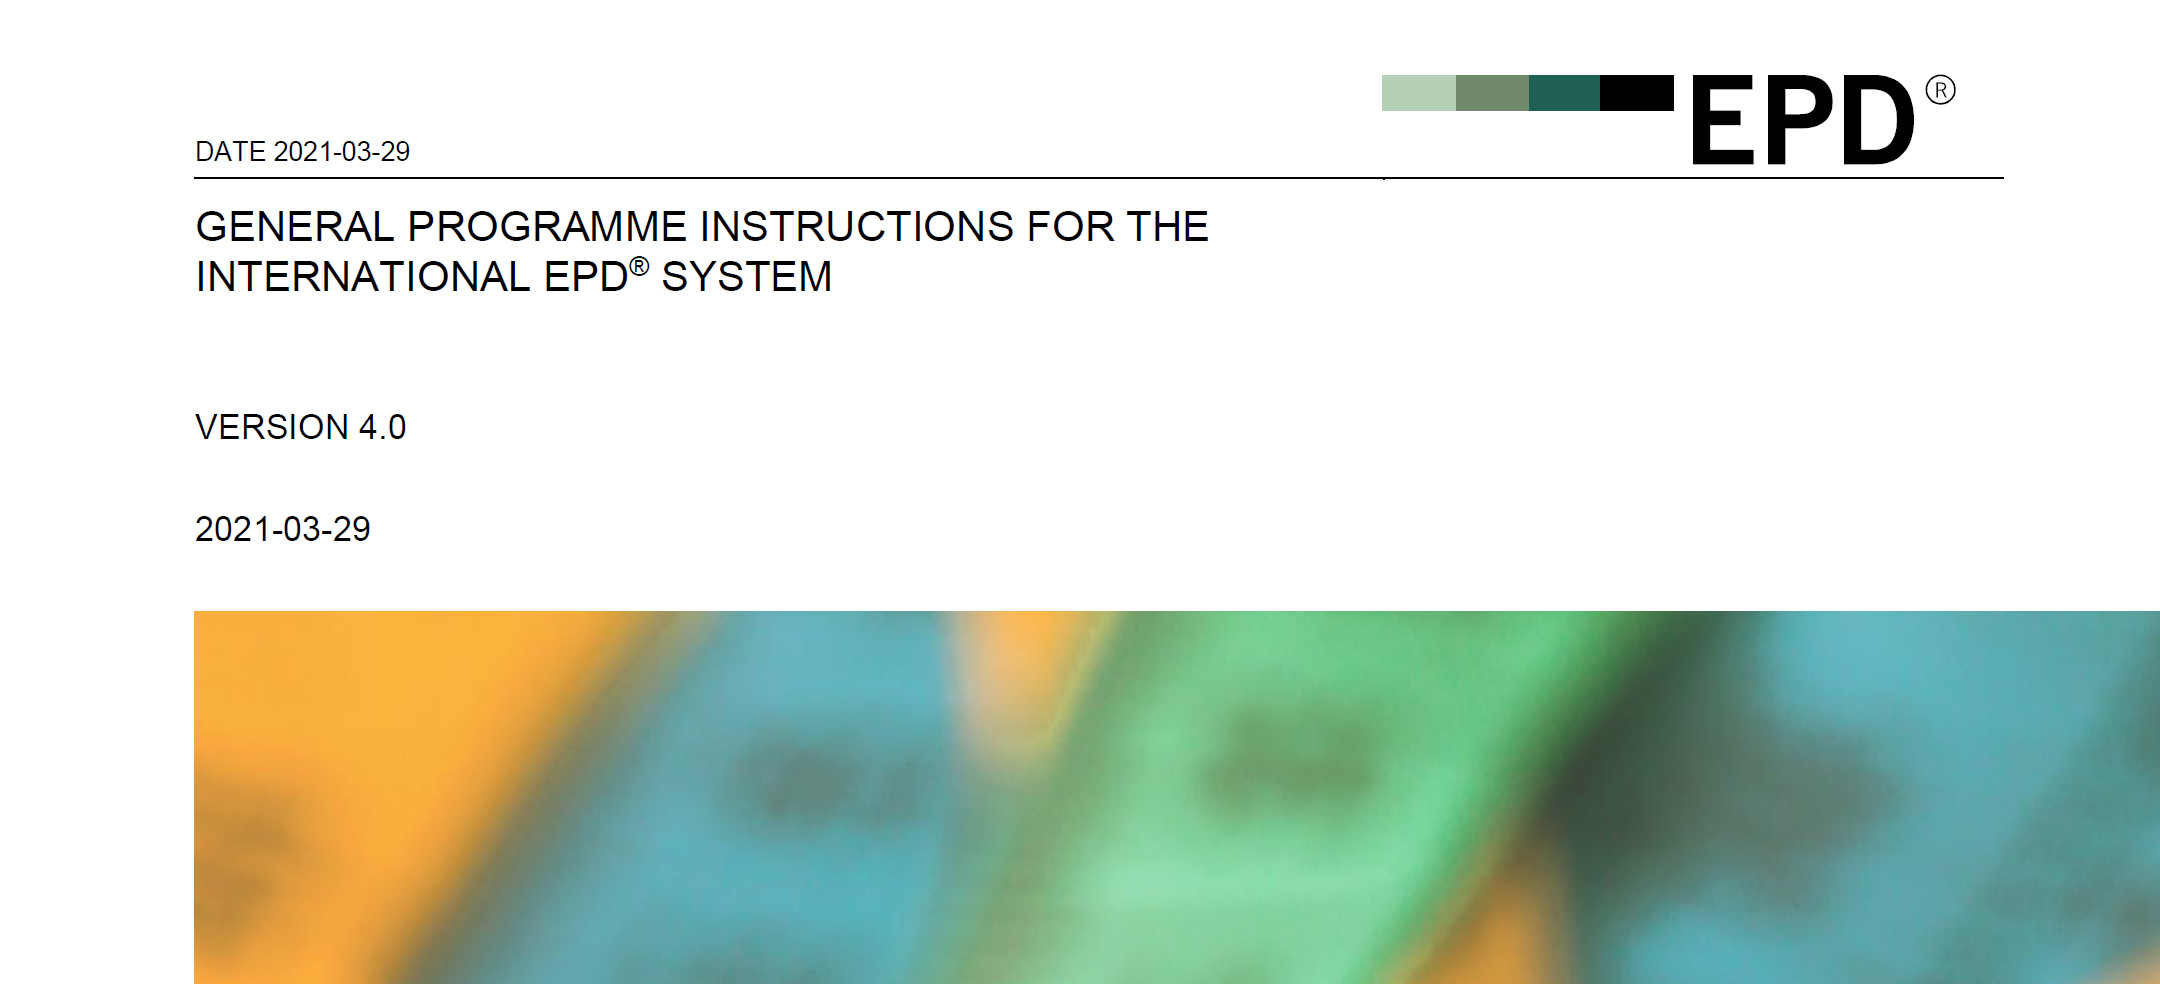 EPD®
DATE 2021-03-29
GENERAL PROGRAMME INSTRUCTIONS FOR THE
INTERNATIONAL EPD® SYSTEM
VERSION 4.0
2021-03-29